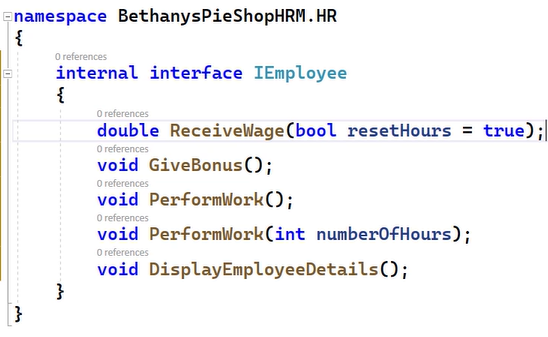 namespace BethanysPieShopHRM.HR
{
0 references
internal interface IEmployee
{
0 references
double ReceiveWage(bool resetHours = true);
0 references
void GiveBonus();
0 references
void PerformWork();
0 references
void PerformWork(int numberOfHours);
0 references
void DisplayEmployeeDetails();
}
}